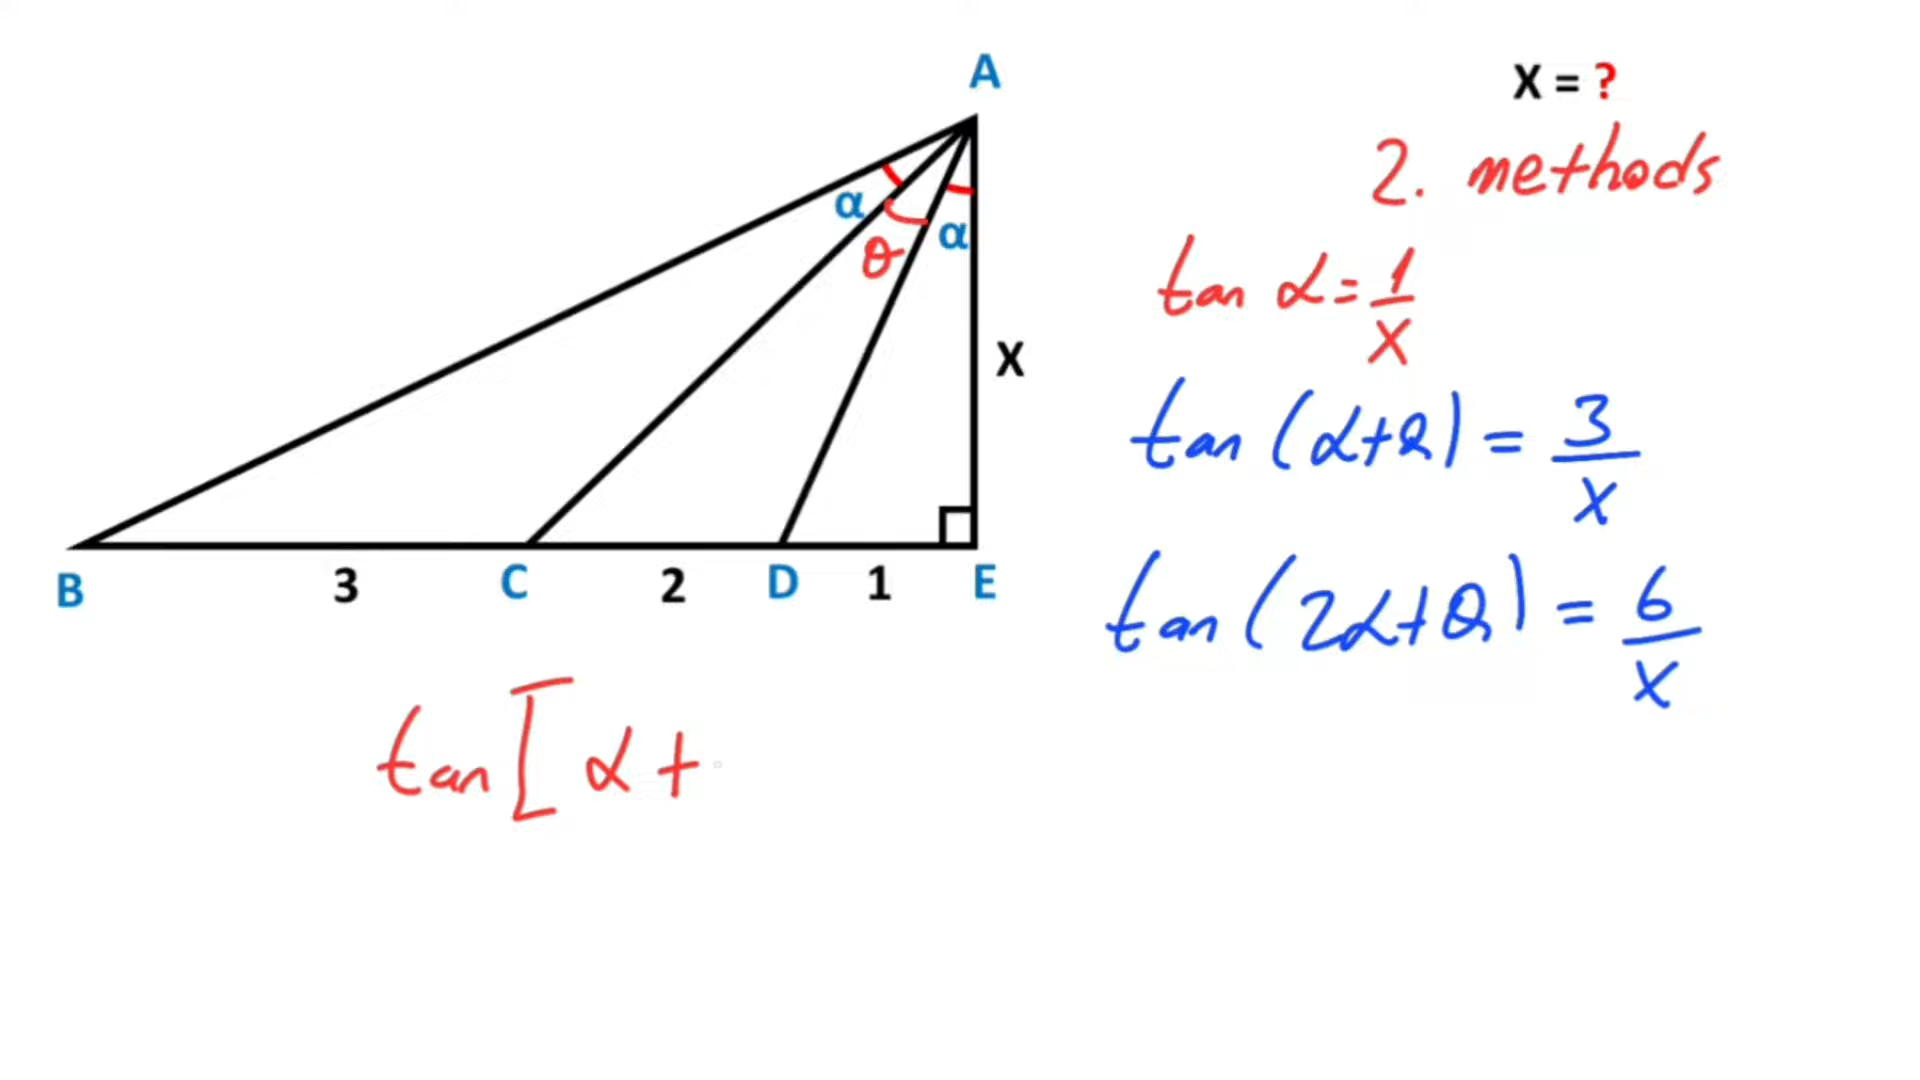 A
X = ?
2. methods
α
θ
α
tan α = 1/x
X
tan (α+θ) = 3/x
B
3
C
2
D
1
E
tan (2α+θ) = 6/x
tan [ α +